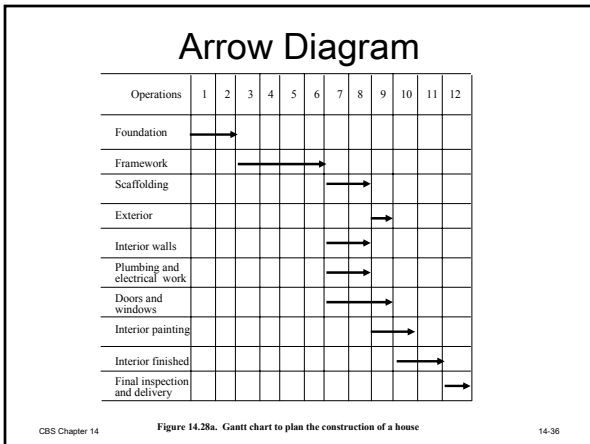 Arrow Diagram
Operations 1 2 3 4 5 6 7 8 9 10 11 12
Foundation
Framework
Scaffolding
Exterior
Interior walls
Plumbing and
electrical work
Doors and
windows
Interior painting
Interior finished
Final inspection
and delivery
CBS Chapter 14 Figure 14.28a. Gantt chart to plan the construction of a house 14-36